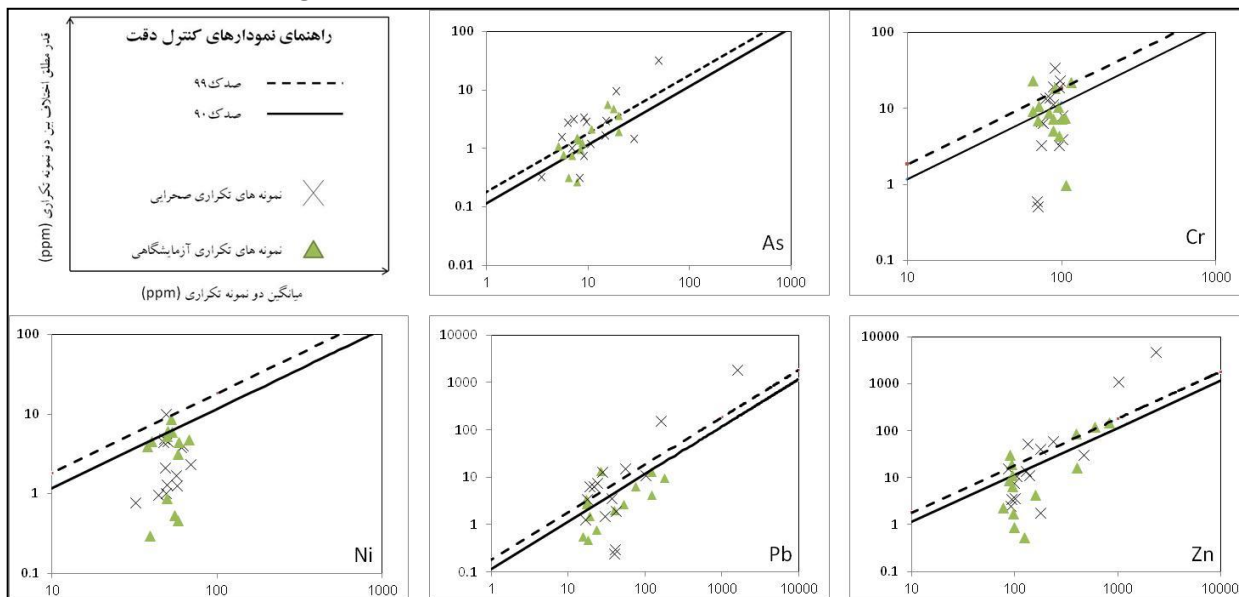 راهنمای نمودارهای کنترل دقت
صدک ۹۹
صدک ۹۰
نمونه های تکراری صحرایی
نمونه های تکراری آزمایشگاهی
قدر مطلق اختلاف بین دو نمونه تکراری (ppm)
میانگین دو نمونه تکراری (ppm)
100
10
1
0.1
0.01
1 10 100 1000
As
100
10
1
0.1
10 100 1000
Cr
100
10
1
0.1
10 100 1000
Ni
10000
1000
100
10
1
0.1
1 10 100 1000 10000
Pb
10000
1000
100
10
1
0.1
10 100 1000 10000
Zn